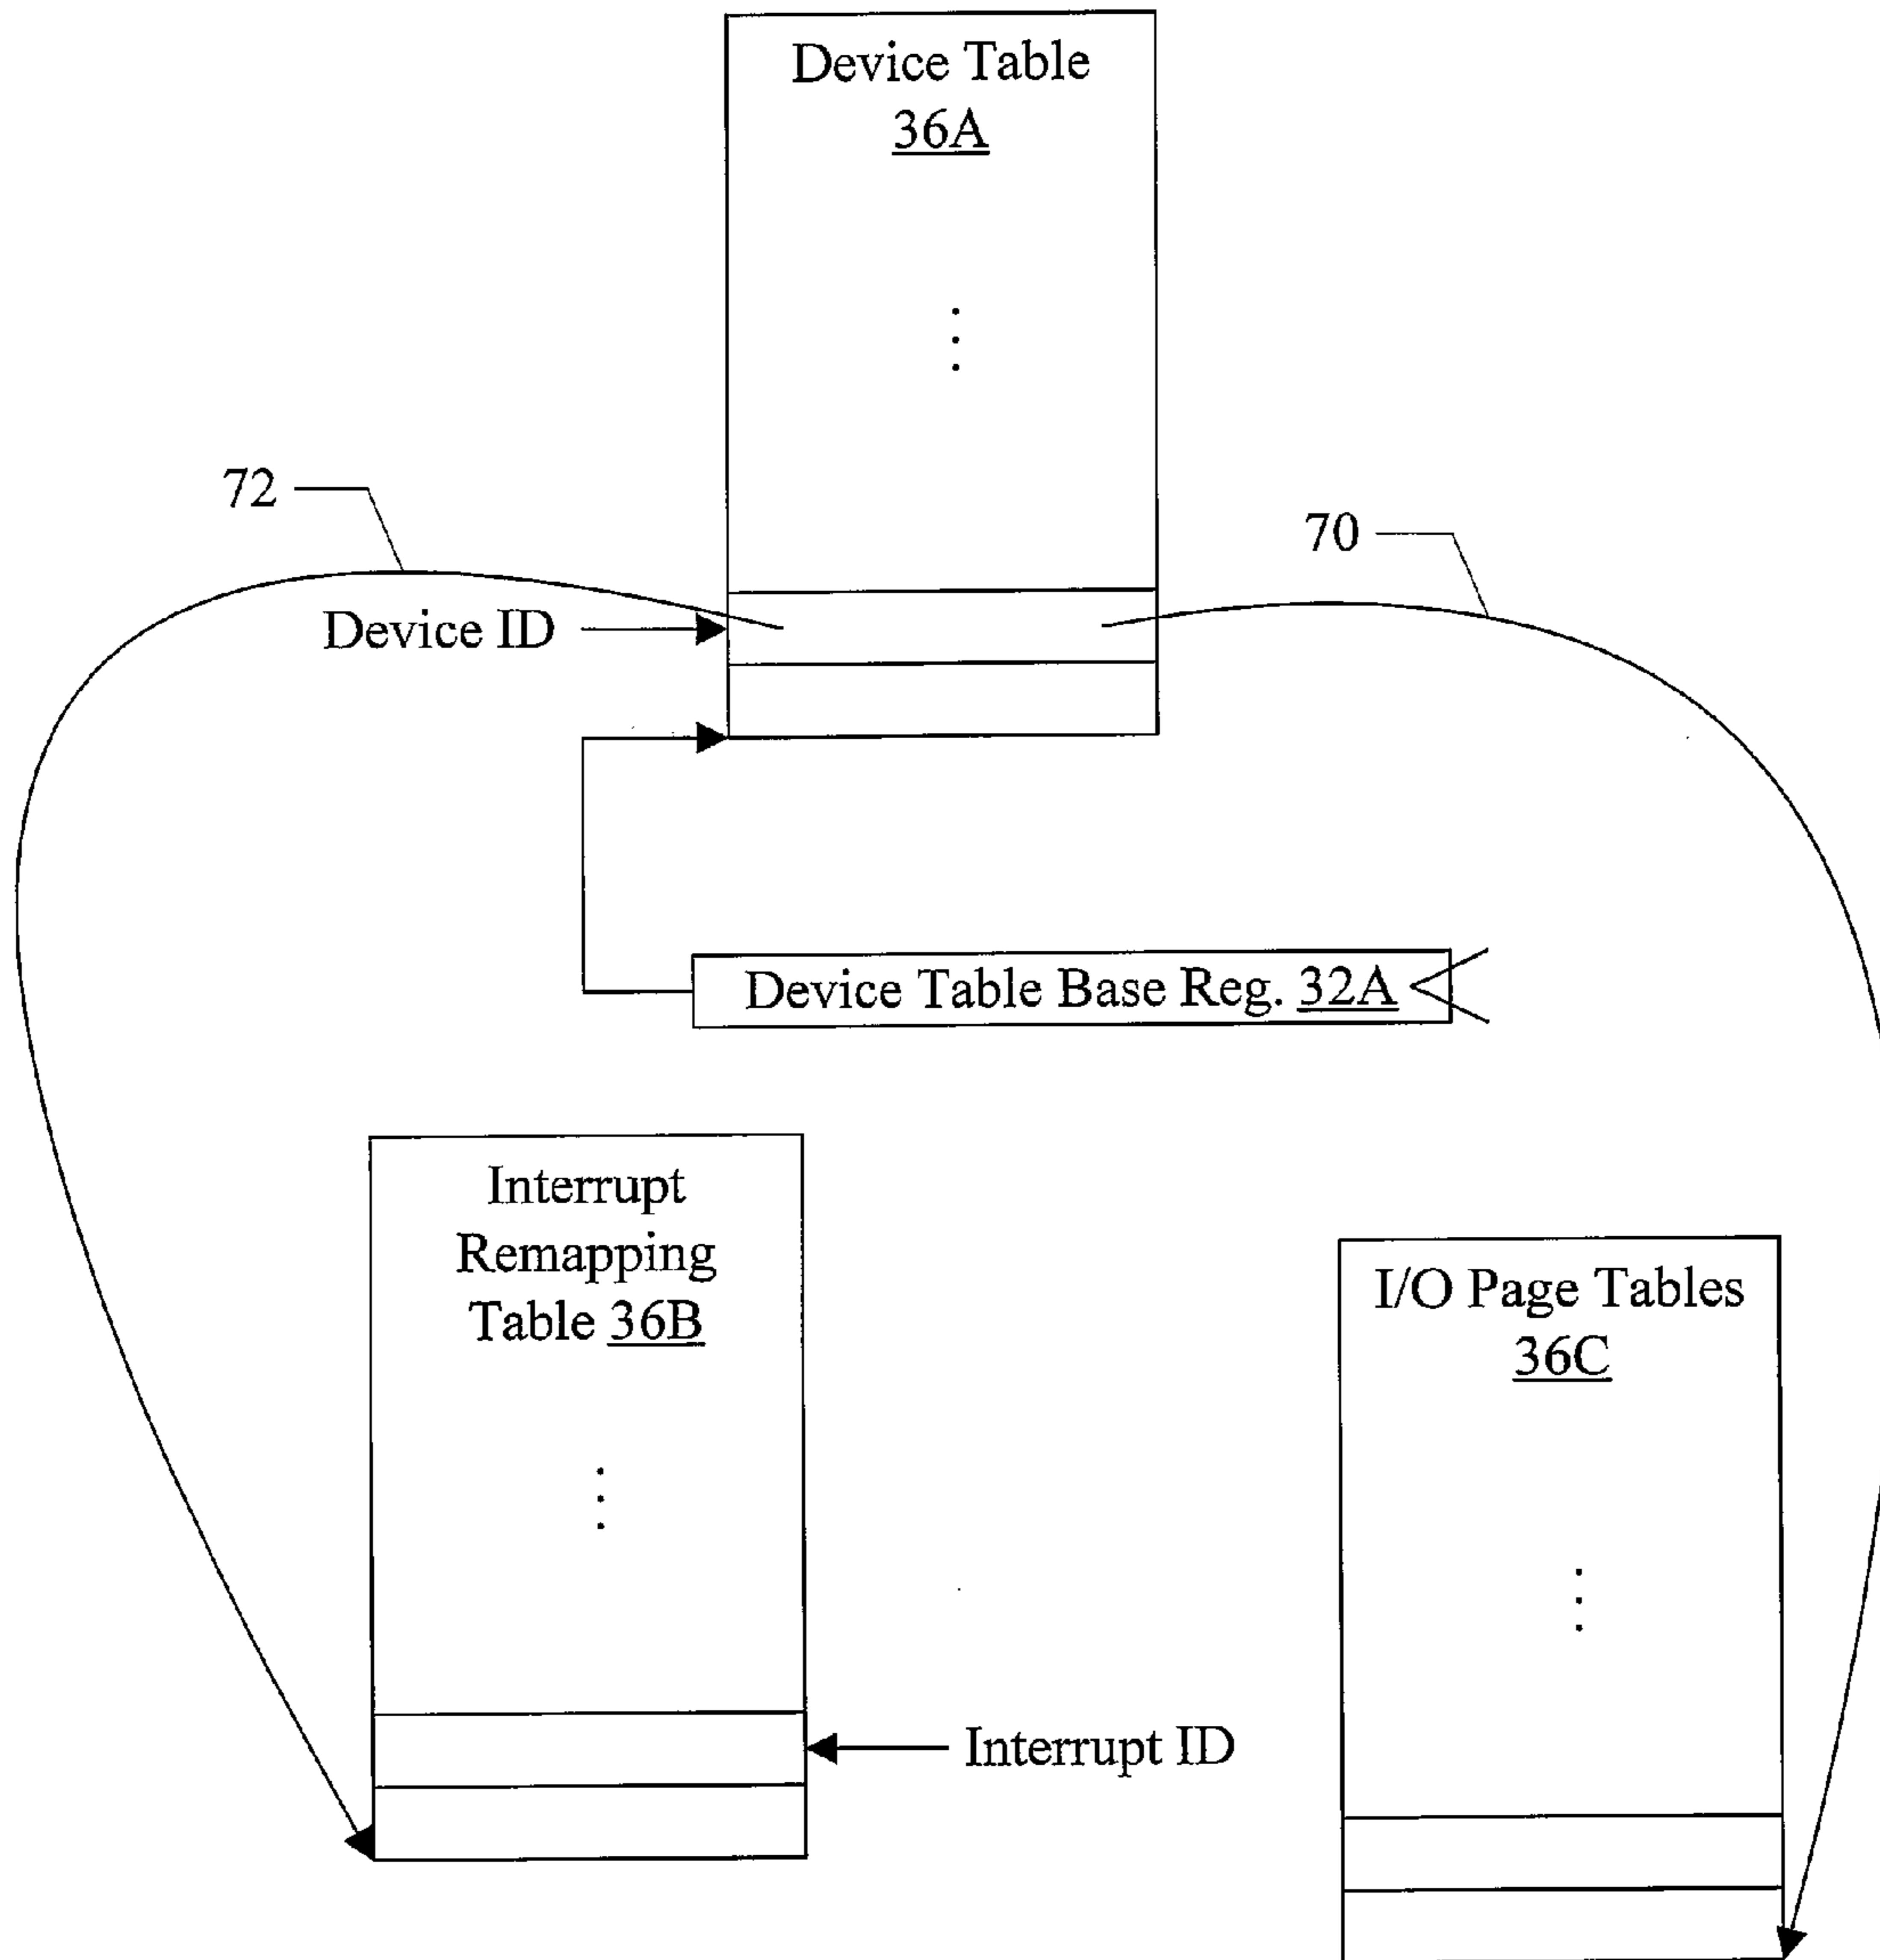 Device Table
36A
72
70
Device ID
Device Table Base Reg. 32A
Interrupt
Remapping
Table 36B
I/O Page Tables
36C
Interrupt ID